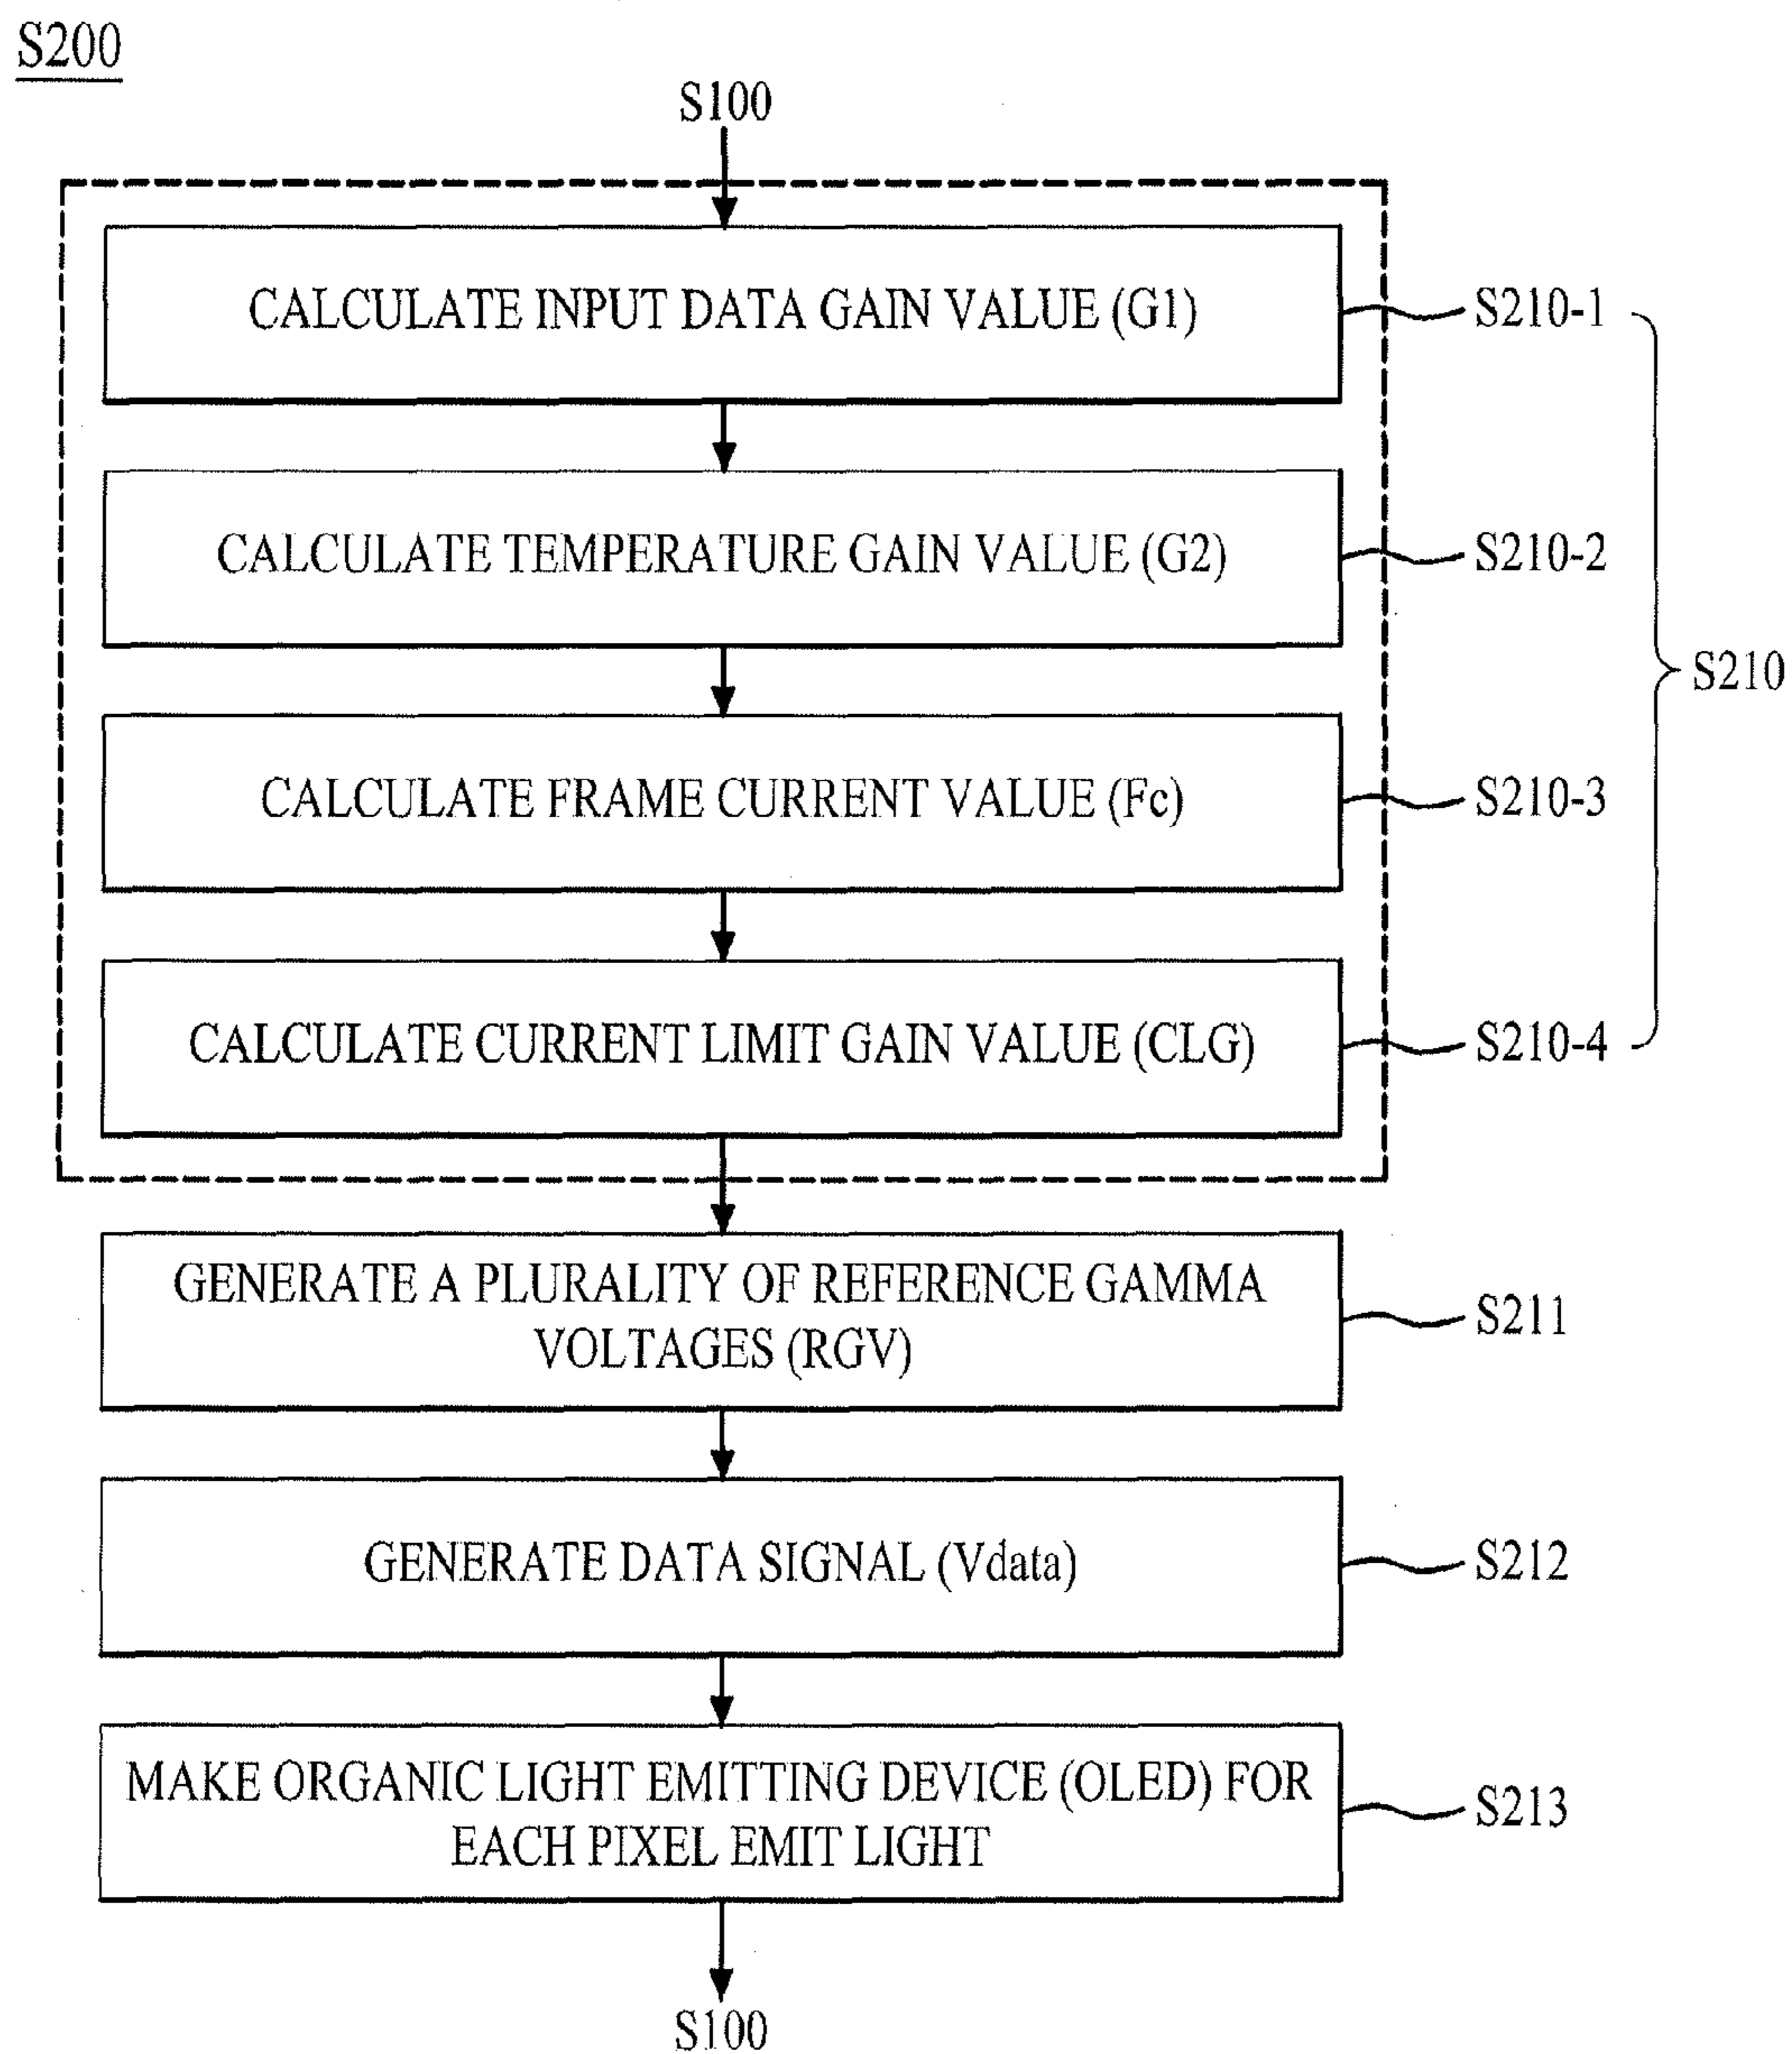 S200
S100
CALCULATE INPUT DATA GAIN VALUE (G1)
S210-1
CALCULATE TEMPERATURE GAIN VALUE (G2)
S210-2
S210
CALCULATE FRAME CURRENT VALUE (Fc)
S210-3
CALCULATE CURRENT LIMIT GAIN VALUE (CLG)
S210-4
GENERATE A PLURALITY OF REFERENCE GAMMA
VOLTAGES (RGV)
S211
GENERATE DATA SIGNAL (Vdata)
S212
MAKE ORGANIC LIGHT EMITTING DEVICE (OLED) FOR
EACH PIXEL EMIT LIGHT
S213
S100